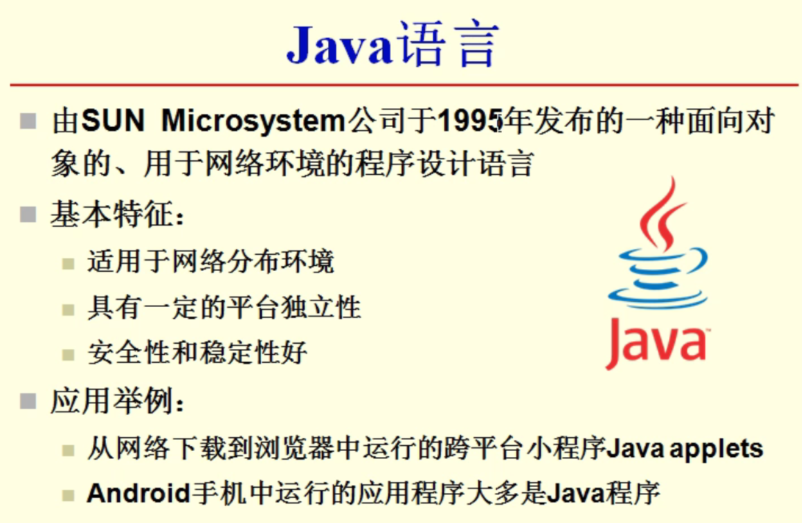 Java语言
由SUN Microsystem公司于1995年发布的一种面向对
象的、用于网络环境的程序设计语言
基本特征：
适用于网络分布环境
具有一定的平台独立性
安全性和稳定性好
Java™
应用举例：
从网络下载到浏览器中运行的跨平台小程序Java applets
Android手机中运行的应用程序大多是Java程序